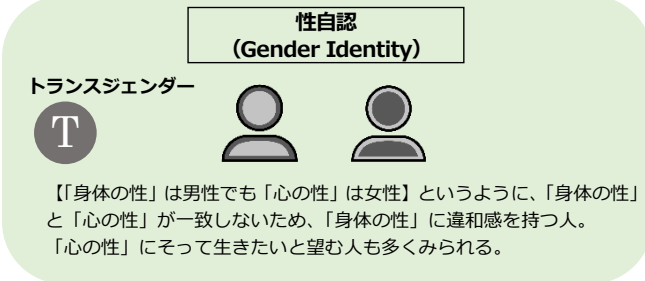 性自認
（Gender Identity）
トランスジェンダー
T
【「身体の性」は男性でも「心の性」は女性】というように、「身体の性」
と「心の性」が一致しないため、「身体の性」に違和感を持つ人。
「心の性」にそって生きたいと望む人も多くみられる。